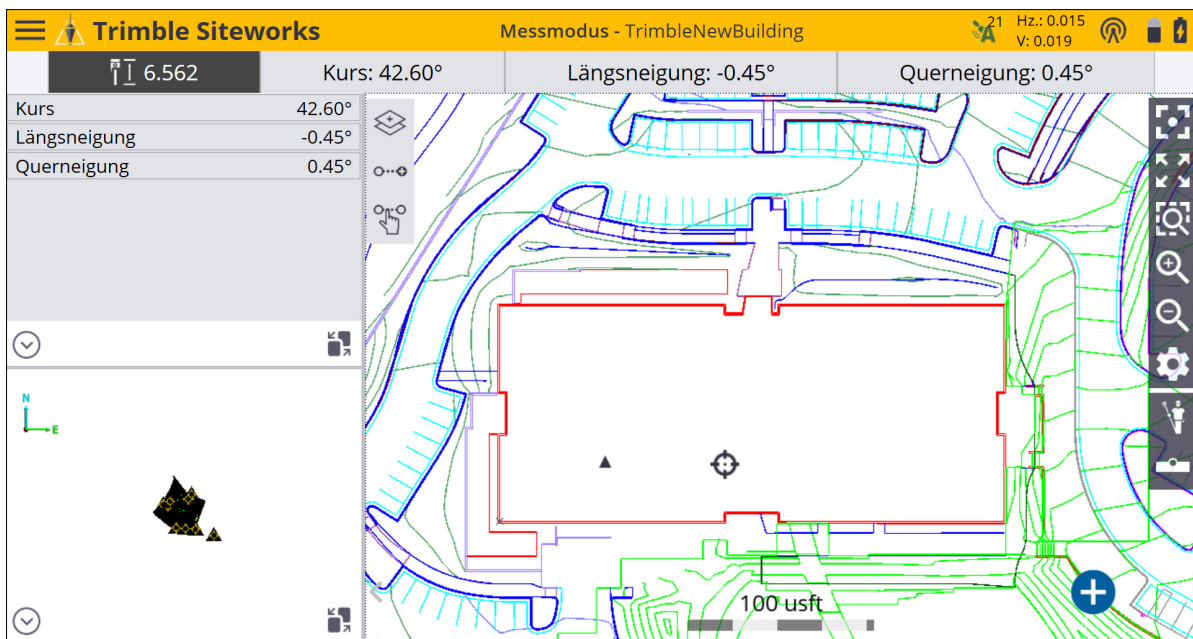 Trimble Siteworks
Messmodus - TrimbleNewBuilding
21
Hz.: 0.015
V: 0.019
6.562
Kurs: 42.60°
Längsneigung: -0.45°
Querneigung: 0.45°
Kurs 42.60°
Längsneigung -0.45°
Querneigung 0.45°
N
E
100 usft